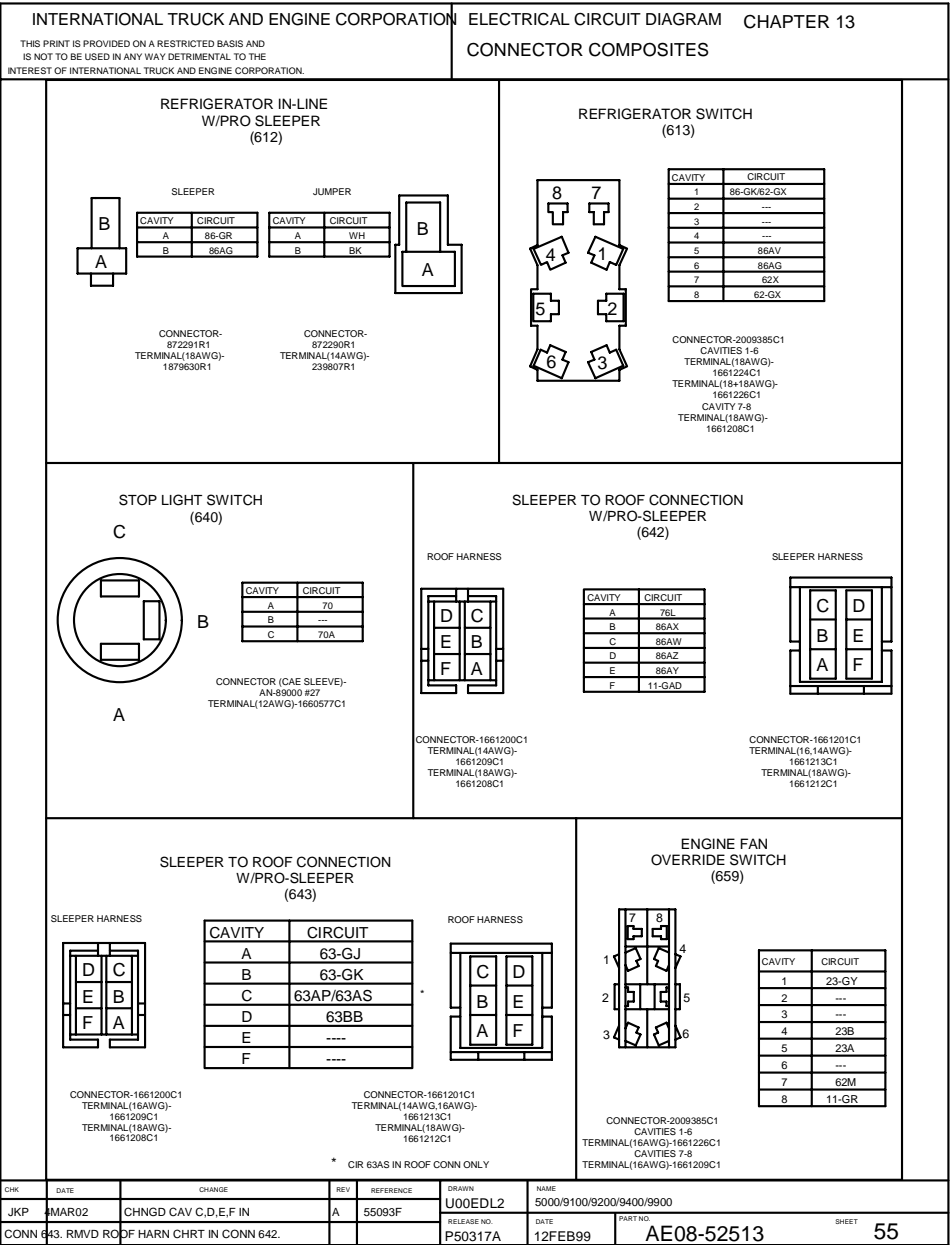 INTERNATIONAL TRUCK AND ENGINE CORPORATION
THIS PRINT IS PROVIDED ON A RESTRICTED BASIS AND
IS NOT TO BE USED IN ANY WAY DETRIMENTAL TO THE
INTEREST OF INTERNATIONAL TRUCK AND ENGINE CORPORATION.
ELECTRICAL CIRCUIT DIAGRAM CHAPTER 13
CONNECTOR COMPOSITES
REFRIGERATOR IN-LINE
W/PRO SLEEPER
(612)
B
A
SLEEPER
CAVITY CIRCUIT
A 86-GR
B 86AG
JUMPER
CAVITY CIRCUIT
A WH
B BK
B
A
CONNECTOR-
872291R1
TERMINAL(18AWG)-
1879630R1
CONNECTOR-
872290R1
TERMINAL(14AWG)-
239807R1
REFRIGERATOR SWITCH
(613)
8 7
4 1
5 2
6 3
CAVITY CIRCUIT
1 86-GK/62-GX
2 ---
3 ---
4 ---
5 86AV
6 86AG
7 62X
8 62-GX
CONNECTOR-2009385C1
CAVITIES 1-6
TERMINAL(18AWG)-
1661224C1
TERMINAL(18+18AWG)-
1661226C1
CAVITY 7-8
TERMINAL(18AWG)-
1661208C1
STOP LIGHT SWITCH
(640)
C
B
A
CAVITY CIRCUIT
A 70
B ---
C 70A
CONNECTOR (CAE SLEEVE)-
AN-89000 #27
TERMINAL(12AWG)-1660577C1
SLEEPER TO ROOF CONNECTION
W/PRO-SLEEPER
(642)
ROOF HARNESS
D C
E B
F A
CAVITY CIRCUIT
A 76L
B 86AX
C 86AW
D 86AZ
E 86AY
F 11-GAD
SLEEPER HARNESS
C D
B E
A F
CONNECTOR-1661200C1
TERMINAL(14AWG)-
1661209C1
TERMINAL(18AWG)-
1661208C1
CONNECTOR-1661201C1
TERMINAL(16,14AWG)-
1661213C1
TERMINAL(18AWG)-
1661212C1
SLEEPER TO ROOF CONNECTION
W/PRO-SLEEPER
(643)
SLEEPER HARNESS
D C
E B
F A
CAVITY CIRCUIT
A 63-GJ
B 63-GK
C 63AP/63AS *
D 63BB
E ----
F ----
ROOF HARNESS
C D
B E
A F
CONNECTOR-1661200C1
TERMINAL(16AWG)-
1661209C1
TERMINAL(18AWG)-
1661208C1
CONNECTOR-1661201C1
TERMINAL(14AWG,16AWG)-
1661213C1
TERMINAL(18AWG)-
1661212C1
* CIR 63AS IN ROOF CONN ONLY
ENGINE FAN
OVERRIDE SWITCH
(659)
7 8
1 4
2 5
3 6
CAVITY CIRCUIT
1 23-GY
2 ---
3 ---
4 23B
5 23A
6 ---
7 62M
8 11-GR
CONNECTOR-2009385C1
CAVITIES 1-6
TERMINAL(16AWG)-1661226C1
CAVITIES 7-8
TERMINAL(16AWG)-1661209C1
CHK DATE CHANGE REV REFERENCE
JKP 4MAR02 CHNGD CAV C,D,E,F IN A 55093F
CONN 643. RMVD ROOF HARN CHRT IN CONN 642.
DRAWN
U00EDL2
NAME
5000/9100/9200/9400/9900
RELEASE NO.
P50317A
DATE
12FEB99
PART NO.
AE08-52513
SHEET 55